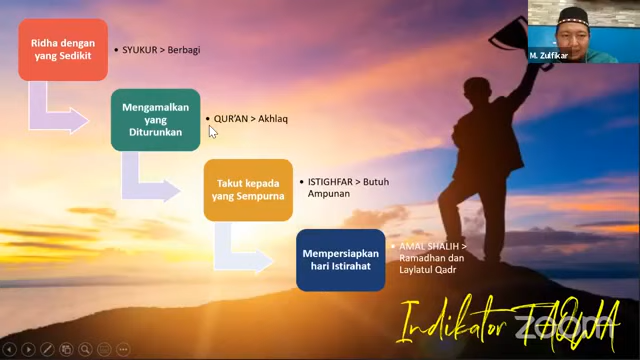 Ridha dengan
yang Sedikit
• SYUKUR > Berbagi
Mengamalkan
yang
Diturunkan
• QUR'AN > Akhlaq
Takut kepada
yang Sempurna
• ISTIGHFAR > Butuh
Ampunan
Mempersiapkan
hari Istirahat
• AMAL SHALIH >
Ramadhan dan
Laylatul Qadr
Indikator TAQWA
zoom
M. Zulfikar